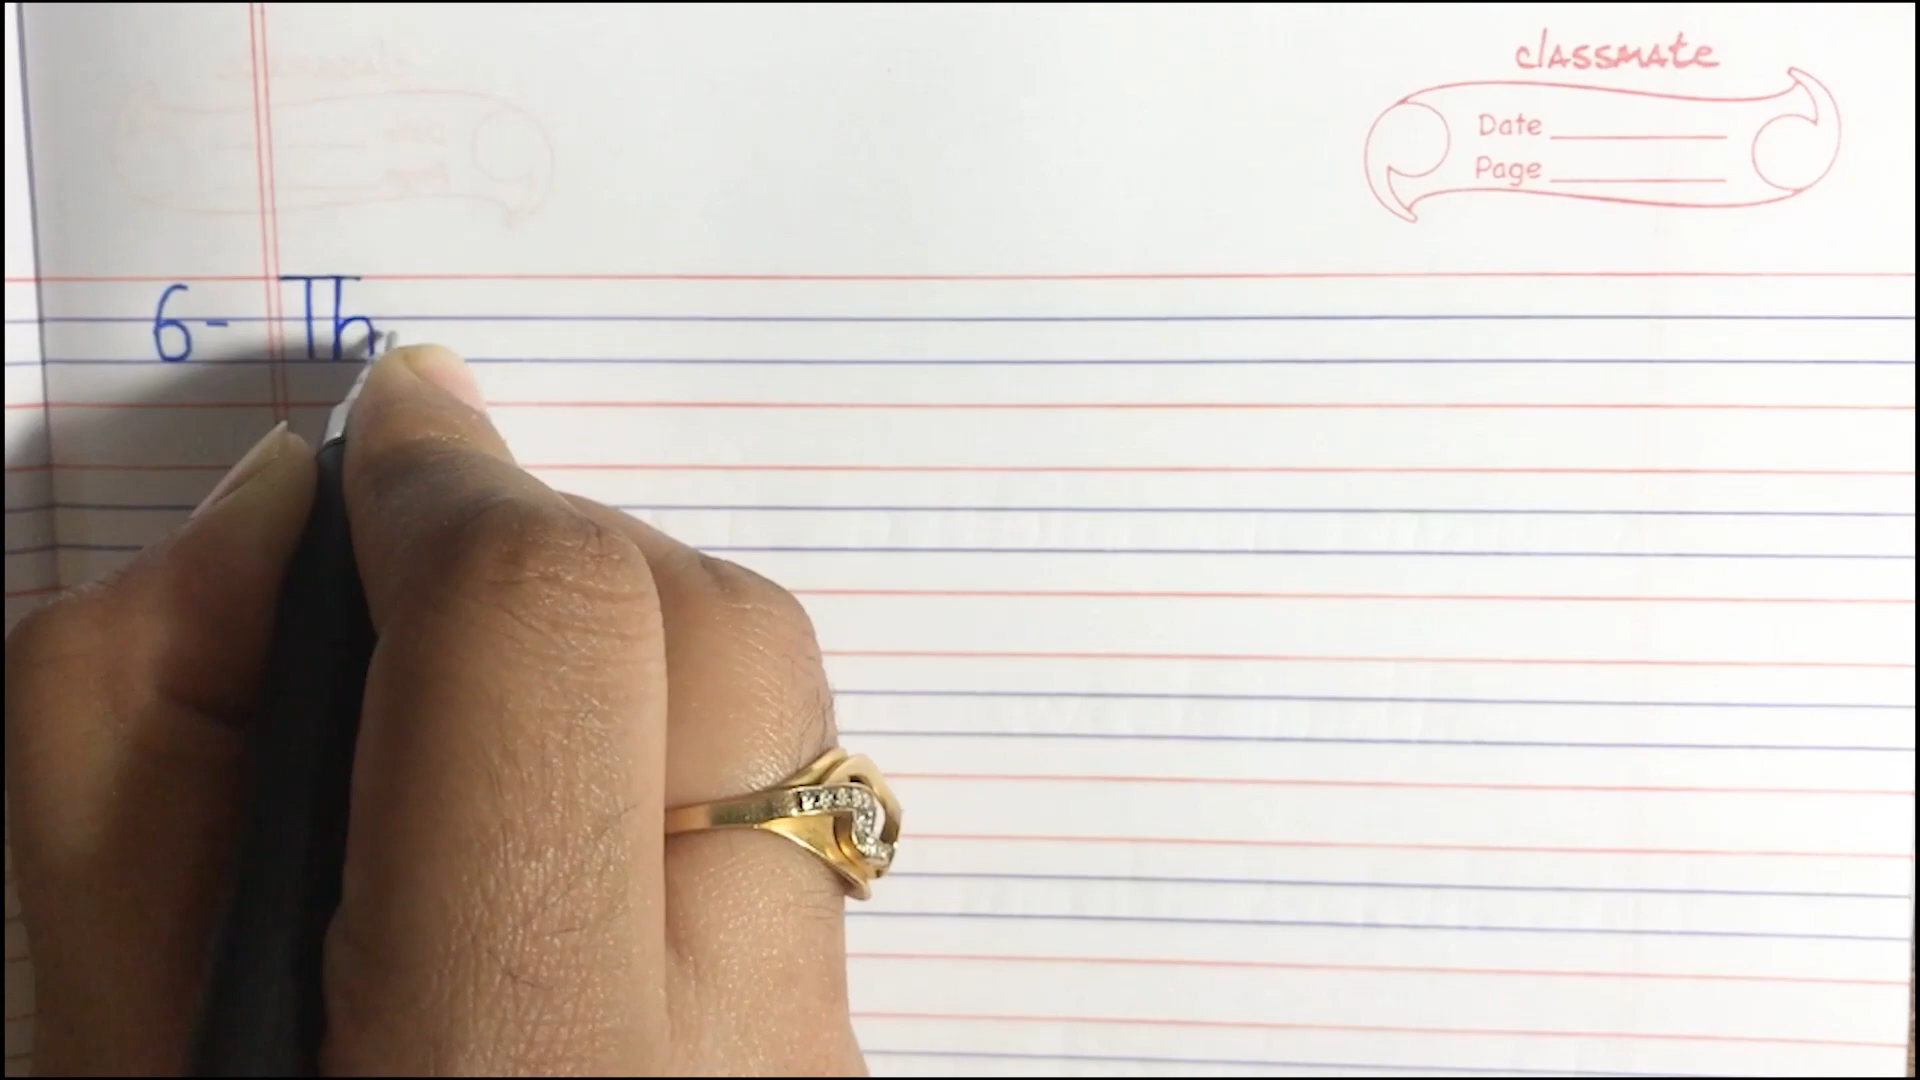 classmate
Date
Page
6- Th